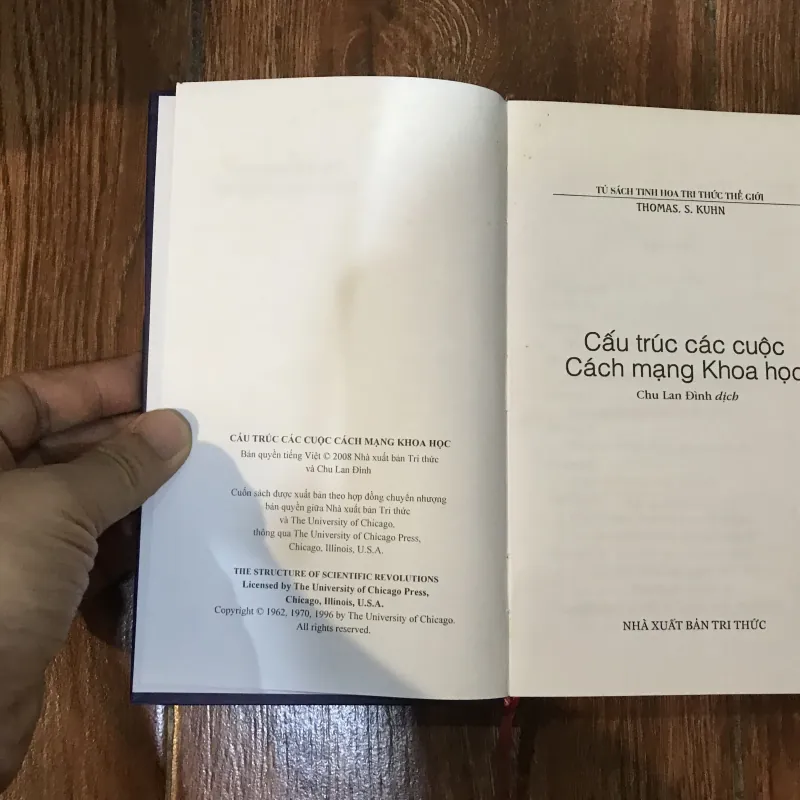 CẤU TRÚC CÁC CUỘC CÁCH MẠNG KHOA HỌC
Bản quyền tiếng Việt © 2008 Nhà xuất bản Tri thức
và Chu Lan Đình
Cuốn sách được xuất bản theo hợp đồng chuyển nhượng
bản quyền giữa Nhà xuất bản Tri thức
và The University of Chicago,
thông qua The University of Chicago Press,
Chicago, Illinois, U.S.A.
THE STRUCTURE OF SCIENTIFIC REVOLUTIONS
Licensed by The University of Chicago Press,
Chicago, Illinois, U.S.A.
Copyright © 1962, 1970, 1996 by The University of Chicago.
All rights reserved.
TỦ SÁCH TINH HOA TRI THỨC THẾ GIỚI
THOMAS. S. KUHN
Cấu trúc các cuộc
Cách mạng Khoa học
Chu Lan Đình dịch
NHÀ XUẤT BẢN TRI THỨC